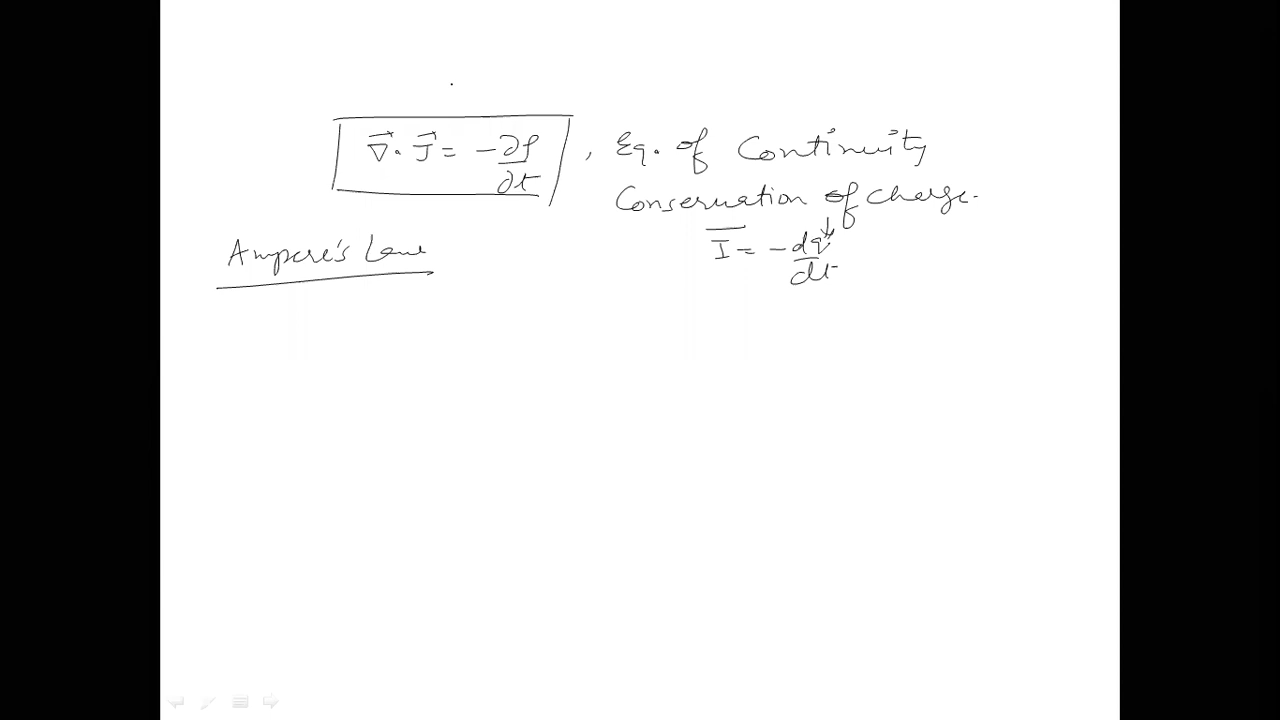 ∇⃗. J⃗ = -∂ρ/∂t , Eq. of Continuity
Conservation of charge.
I = -dq/dt
Ampere's Law